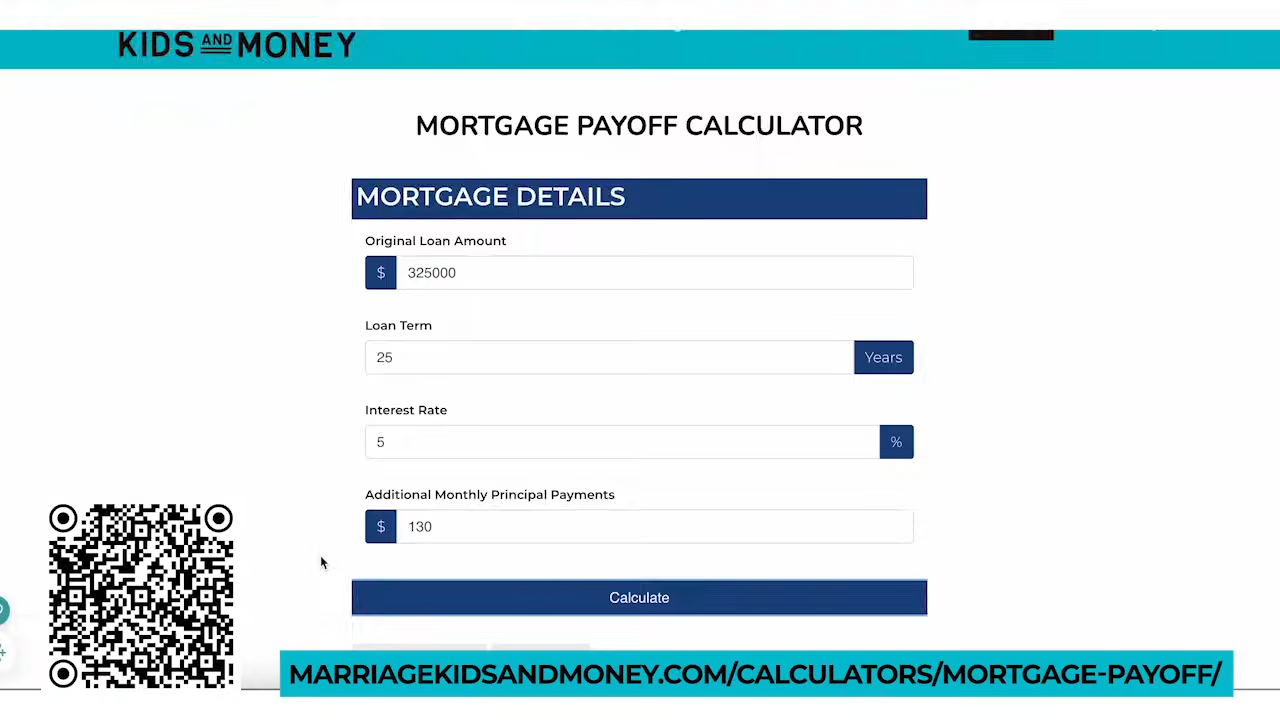 KIDS AND MONEY
MORTGAGE PAYOFF CALCULATOR
MORTGAGE DETAILS
Original Loan Amount
$ 325000
Loan Term
25 Years
Interest Rate
5 %
Additional Monthly Principal Payments
$ 130
Calculate
MARRIAGEKIDSANDMONEY.COM/CALCULATORS/MORTGAGE-PAYOFF/